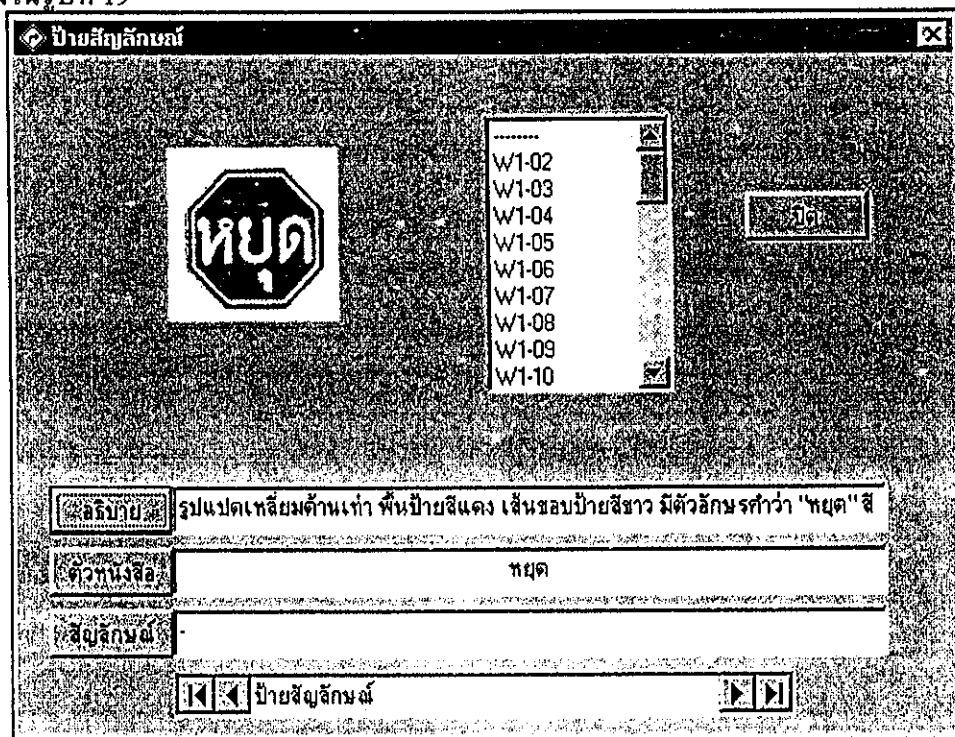 ป้ายสัญลักษณ์
หยุด
--------
W1-02
W1-03
W1-04
W1-05
W1-06
W1-07
W1-08
W1-09
W1-10
ปิด
อธิบาย
รูปแปดเหลี่ยมด้านเท่า พื้นป้ายสีแดง เส้นขอบป้ายสีขาว มีตัวอักษรคำว่า "หยุด" สี
ตัวหนังสือ
หยุด
สัญลักษณ์
-
ป้ายสัญลักษณ์